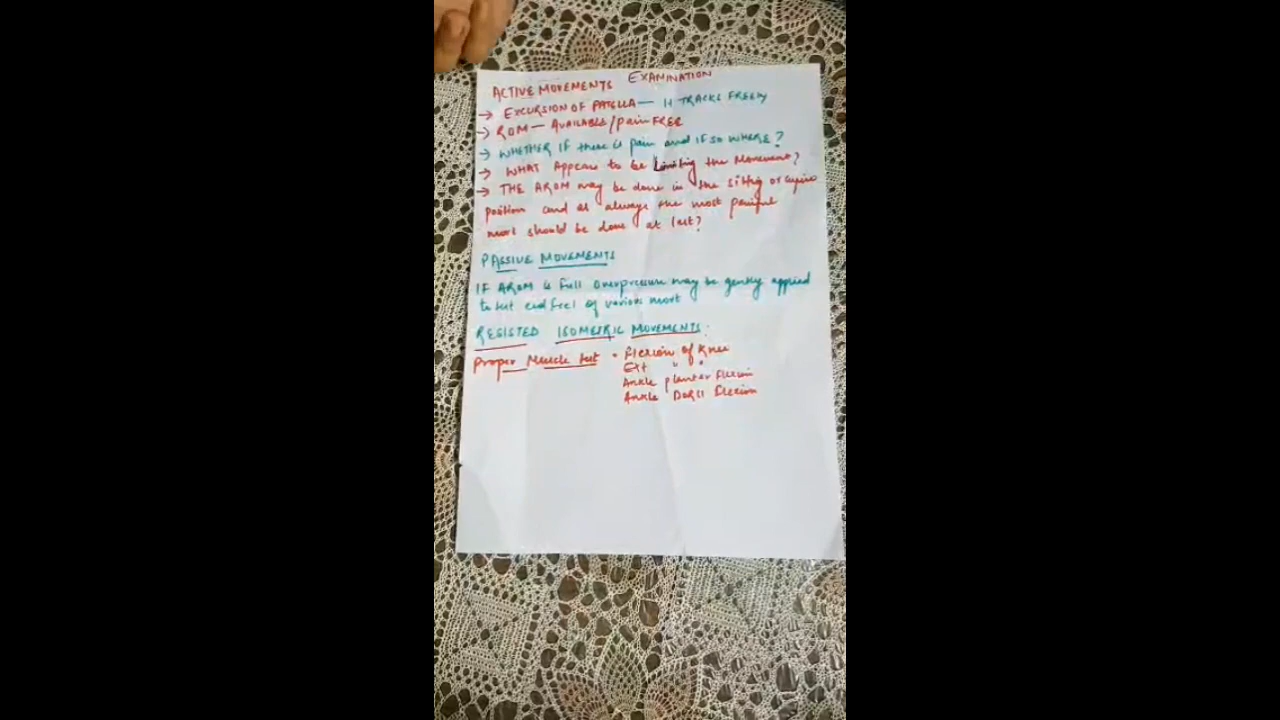 ACTIVE MOVEMENTS EXAMINATION
→ EXCURSION OF PATELLA — It TRACKS FREELY
→ ROM — AVAILABLE/Pain FREE
→ WHETHER IF there is pain and if so WHERE?
→ WHAT Appears to be Limiting the Movement?
→ THE AROM may be done in the sitting or supine
position and as always the most painful
mvmt should be done at last?
PASSIVE MOVEMENTS
IF AROM is full overpressure may be gently applied
to test end feel of various mvmt
RESISTED ISOMETRIC MOVEMENTS:
Proper Muscle test - Flexion of Knee
Ext " "
Ankle planter flexion
Ankle Dorsi flexion